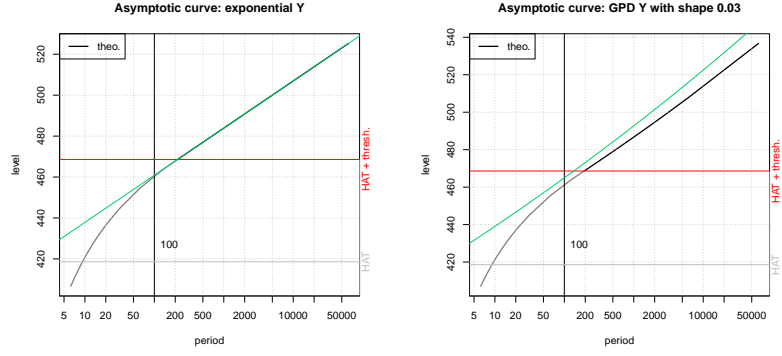 Asymptotic curve: exponential Y
theo.
level
420
440
460
480
500
520
100
HAT + thresh.
HAT
5 10 20 50 200 500 2000 10000 50000
period
Asymptotic curve: GPD Y with shape 0.03
theo.
level
420
440
460
480
500
520
540
100
HAT + thresh.
HAT
5 10 20 50 200 500 2000 10000 50000
period